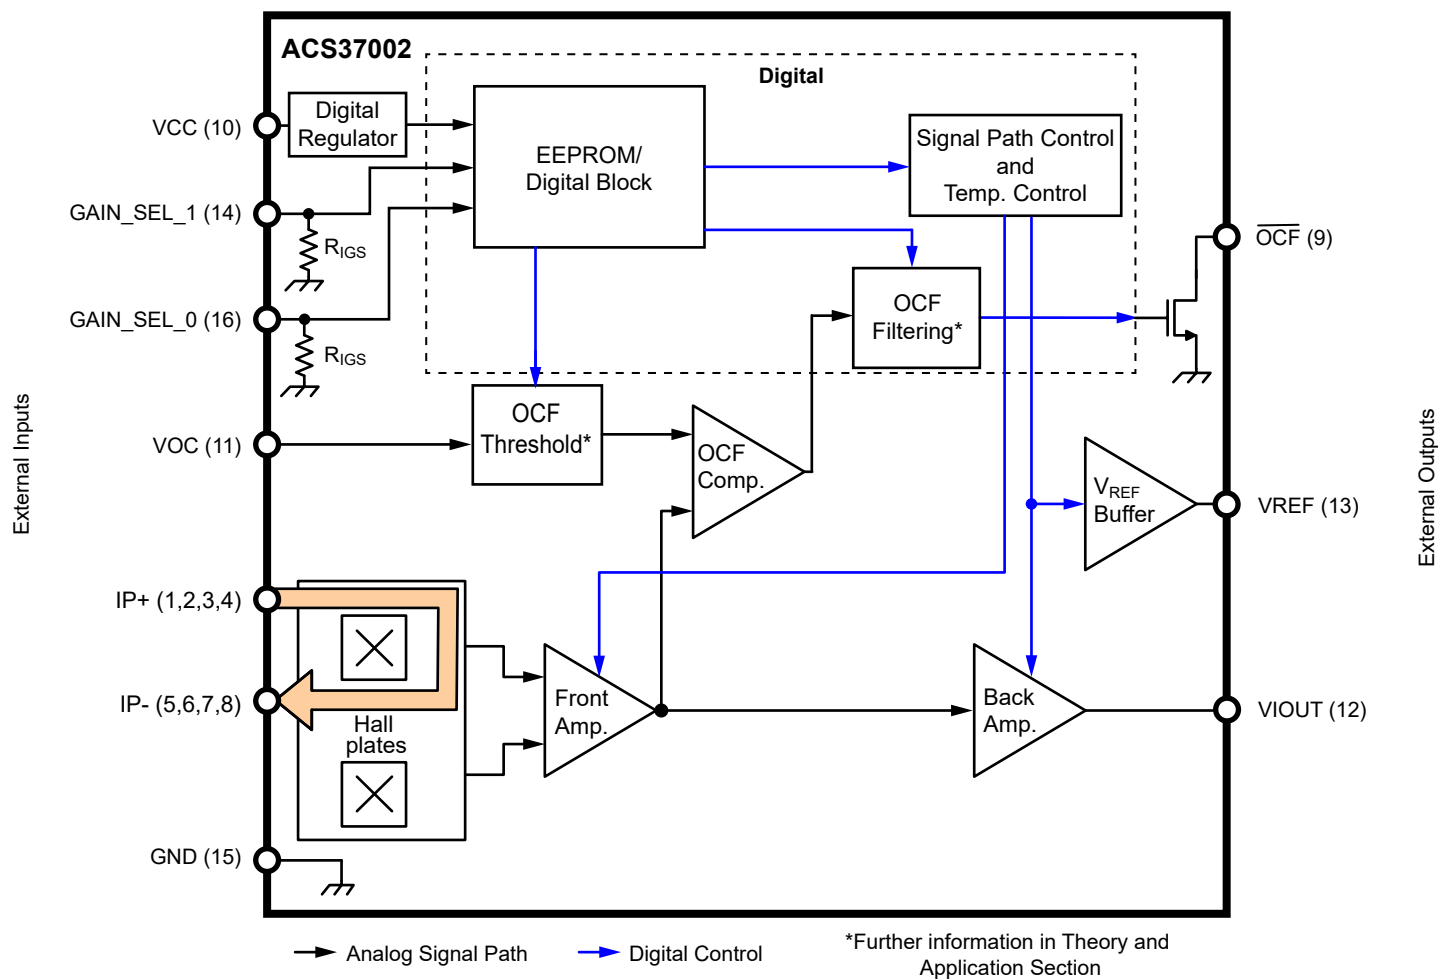 ACS37002
Digital
VCC (10)
Digital
Regulator
EEPROM/
Digital Block
Signal Path Control
and
Temp. Control
GAIN_SEL_1 (14)
RIGS
OCF (9)
GAIN_SEL_0 (16)
RIGS
OCF
Filtering*
External Inputs
VOC (11)
OCF
Threshold*
OCF
Comp.
VREF
Buffer
VREF (13)
External Outputs
IP+ (1,2,3,4)
IP- (5,6,7,8)
Hall
plates
Front
Amp.
Back
Amp.
VIOUT (12)
GND (15)
Analog Signal Path
Digital Control
*Further information in Theory and
Application Section